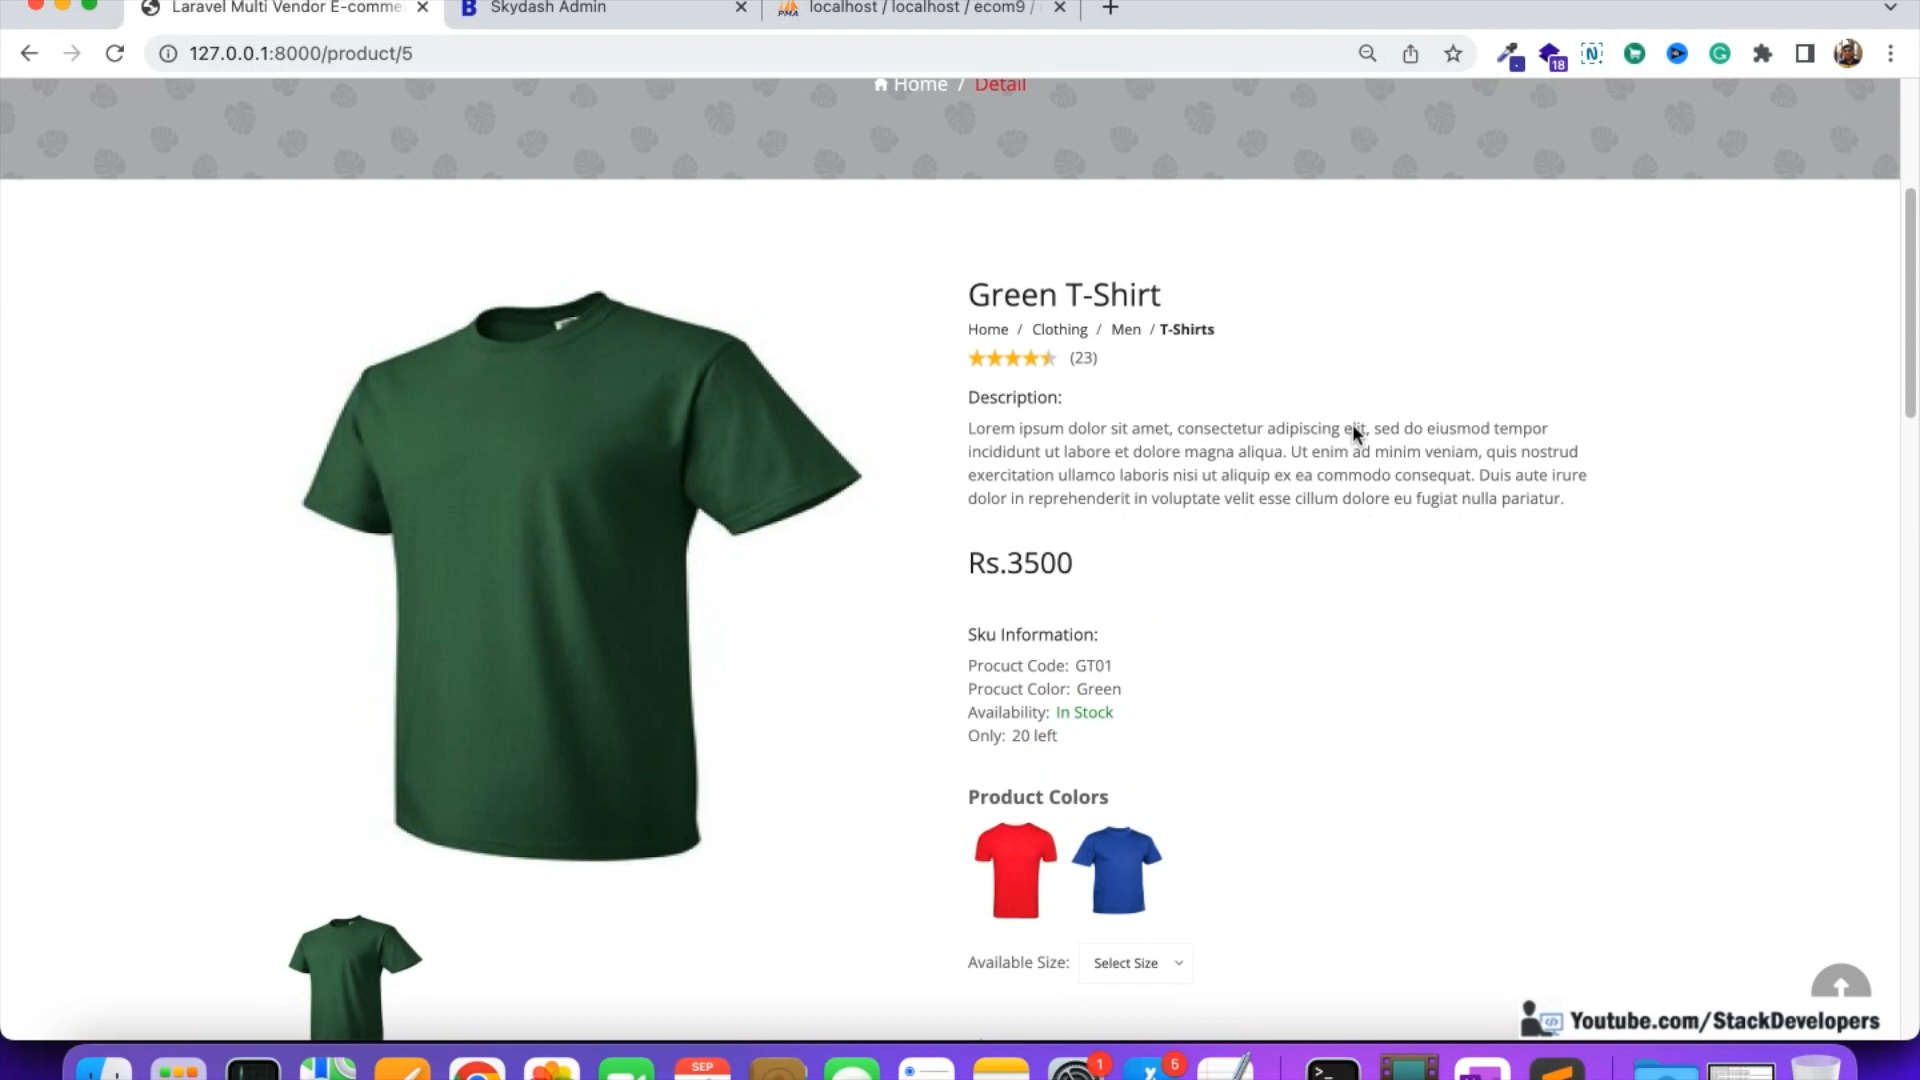 Laravel Multi Vendor E-comme
Skydash Admin
localhost / localhost / ecom9 /
127.0.0.1:8000/product/5
18
Home / Detail
Green T-Shirt
Home / Clothing / Men / T-Shirts
(23)
Description:
Lorem ipsum dolor sit amet, consectetur adipiscing elit, sed do eiusmod tempor
incididunt ut labore et dolore magna aliqua. Ut enim ad minim veniam, quis nostrud
exercitation ullamco laboris nisi ut aliquip ex ea commodo consequat. Duis aute irure
dolor in reprehenderit in voluptate velit esse cillum dolore eu fugiat nulla pariatur.
Rs.3500
Sku Information:
Procuct Code: GT01
Procuct Color: Green
Availability: In Stock
Only: 20 left
Product Colors
Available Size: Select Size
Youtube.com/StackDevelopers
SEP
1
5